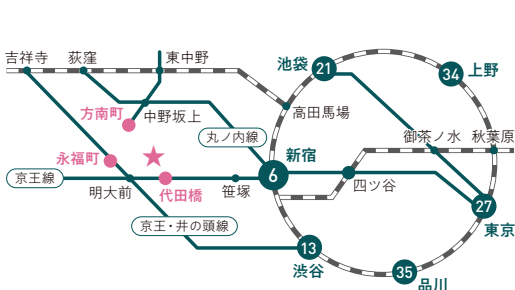 吉祥寺
荻窪
東中野
池袋
21
34
上野
方南町
中野坂上
高田馬場
丸ノ内線
御茶ノ水
秋葉原
永福町
新宿
京王線
6
明大前
代田橋
笹塚
四ツ谷
27
東京
京王・井の頭線
13
渋谷
35
品川